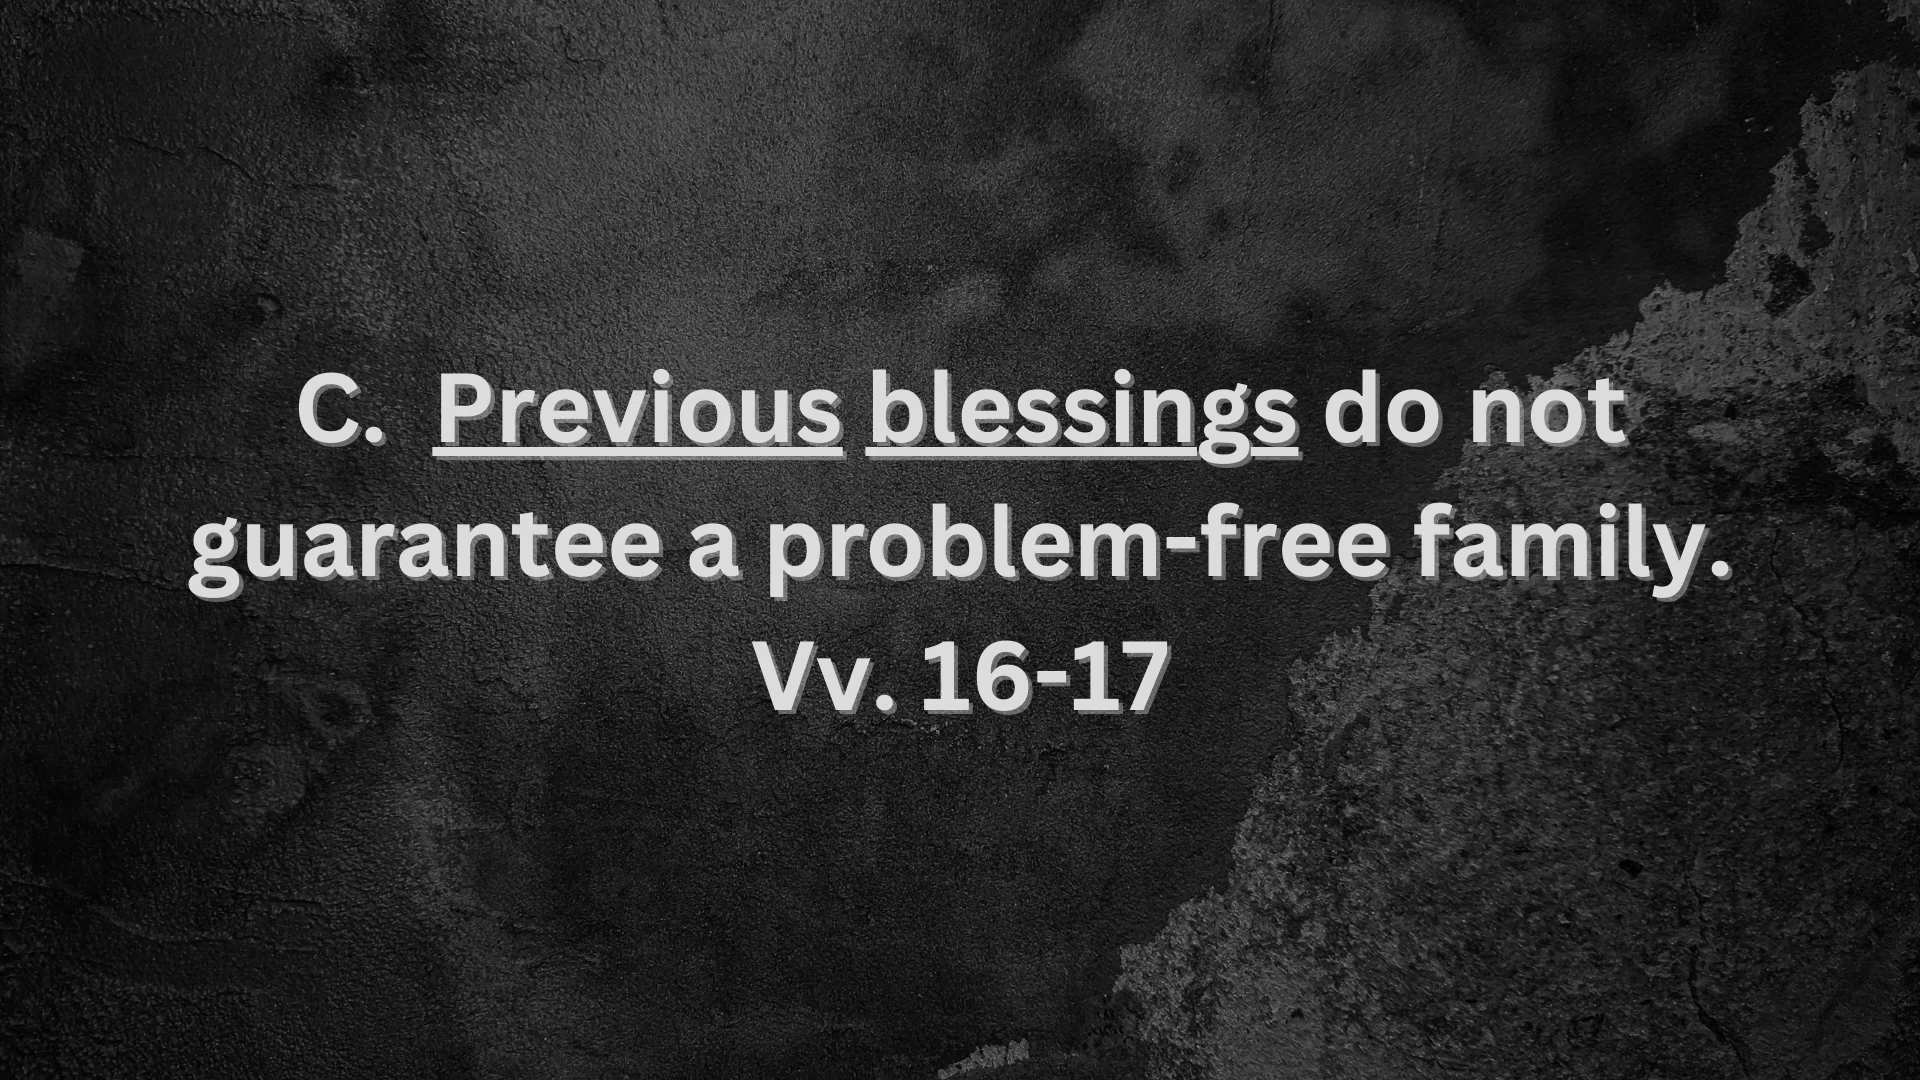 C. Previous blessings do not
guarantee a problem-free family.
Vv. 16-17